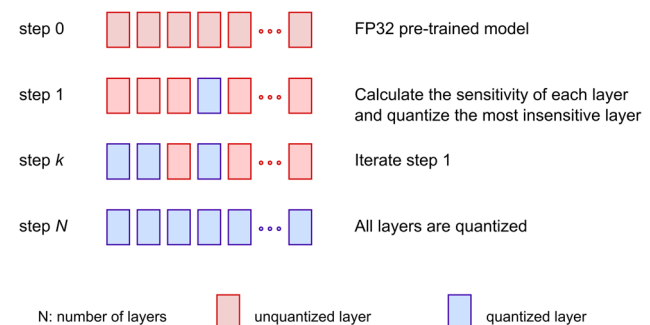 step 0
FP32 pre-trained model
step 1
Calculate the sensitivity of each layer
and quantize the most insensitive layer
step k
Iterate step 1
step N
All layers are quantized
N: number of layers
unquantized layer
quantized layer